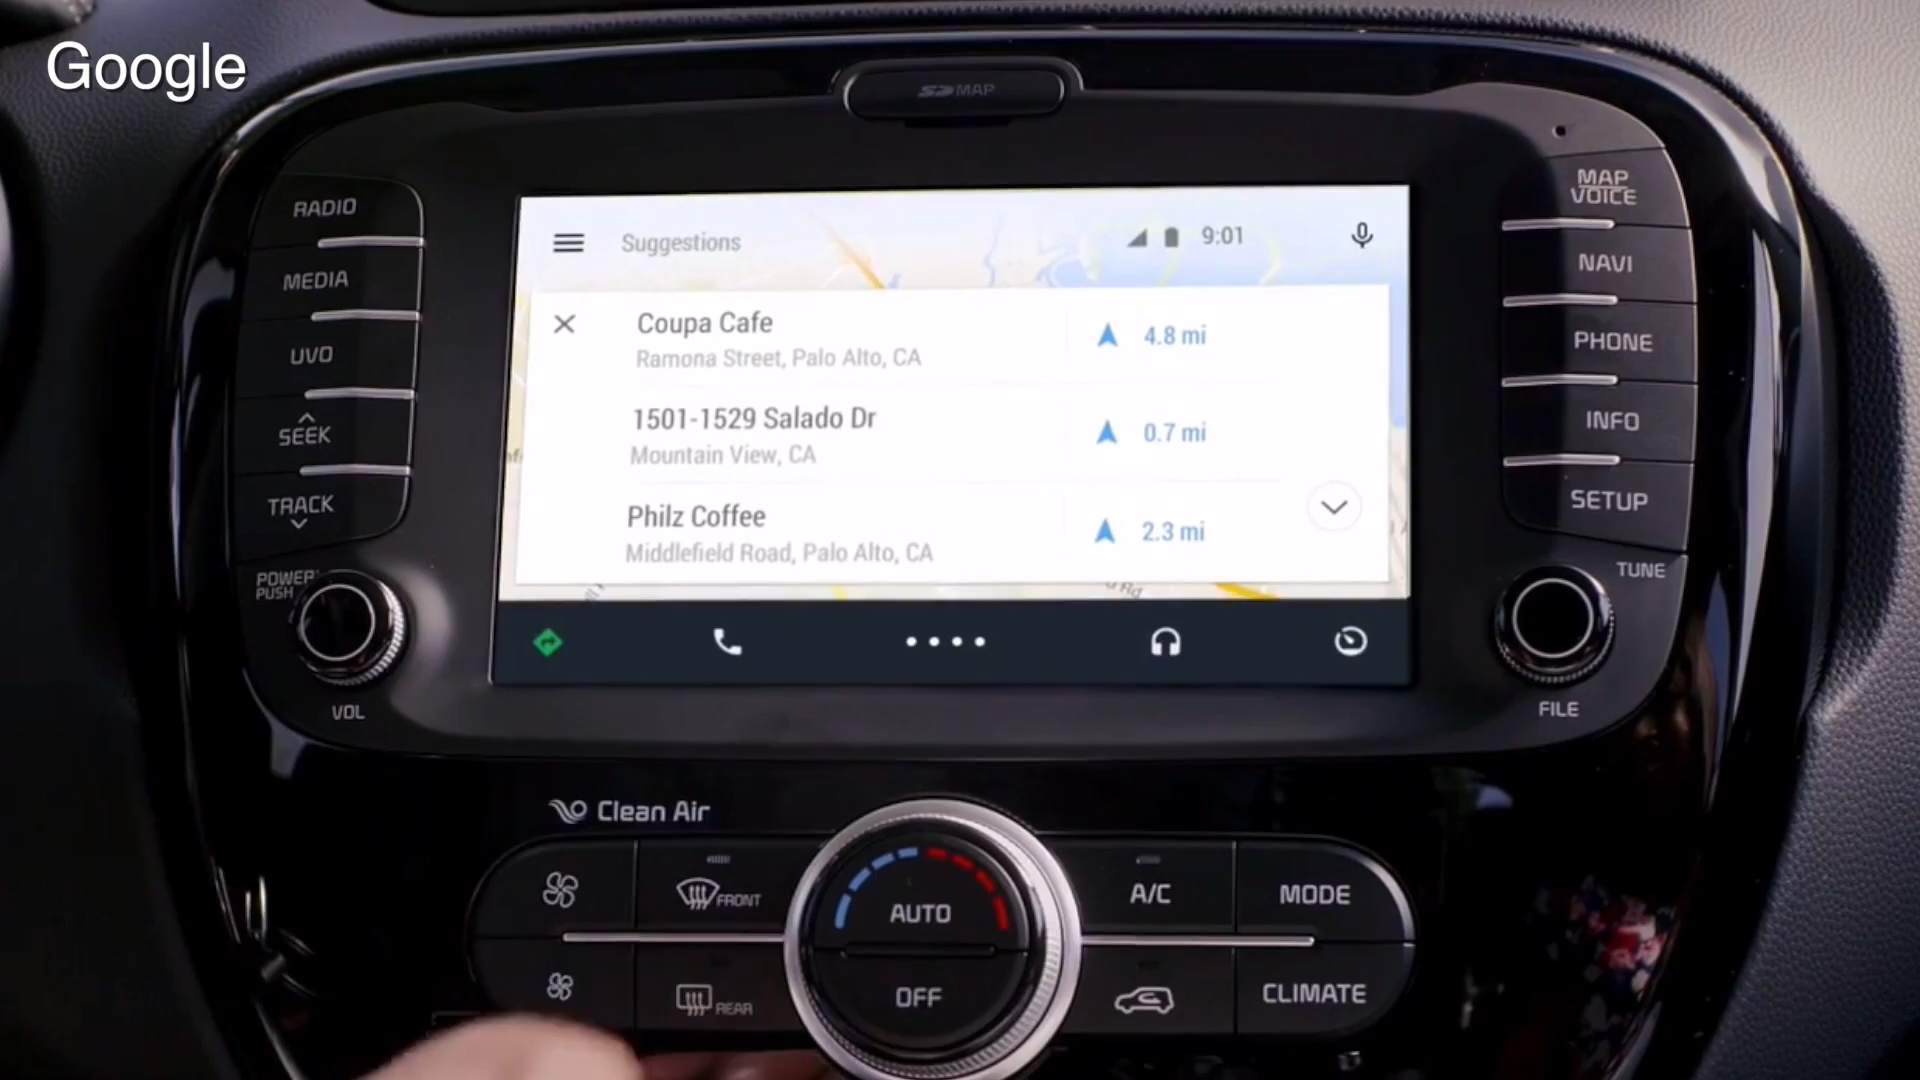 Google
SD MAP
RADIO
MEDIA
UVO
SEEK
TRACK
POWER
PUSH
VOL
Suggestions
9:01
Coupa Cafe
4.8 mi
Ramona Street, Palo Alto, CA
1501-1529 Salado Dr
0.7 mi
Mountain View, CA
Philz Coffee
2.3 mi
Middlefield Road, Palo Alto, CA
Rd
MAP
VOICE
NAVI
PHONE
INFO
SETUP
TUNE
FILE
Clean Air
FRONT
AUTO
A/C
MODE
REAR
OFF
CLIMATE